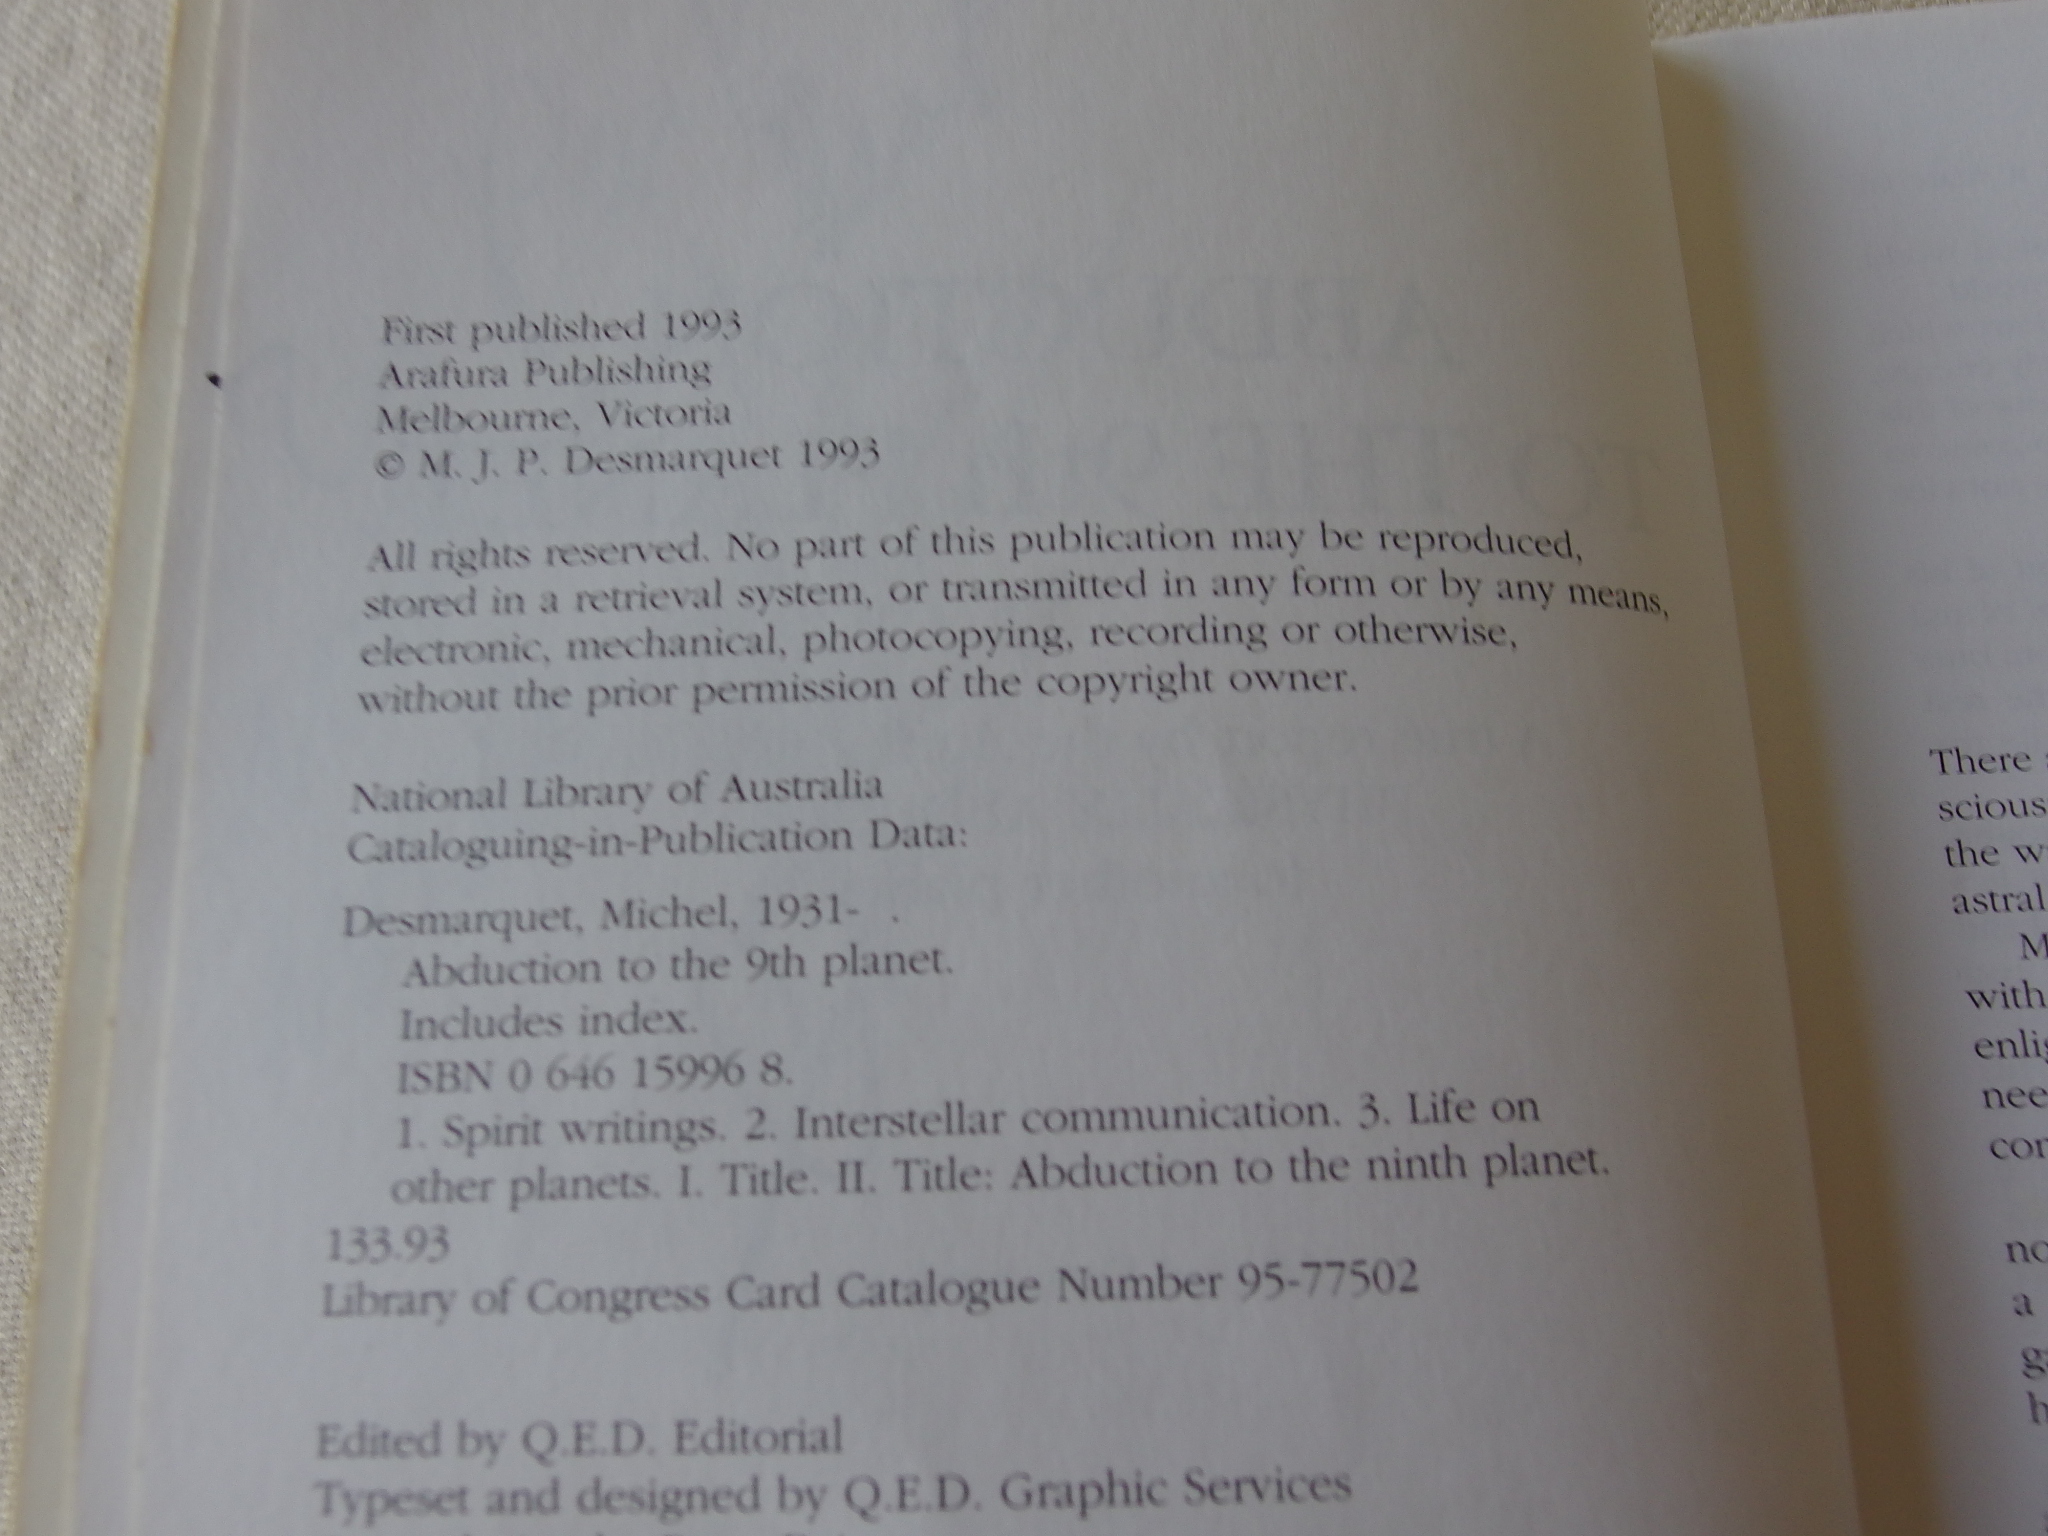 First published 1993
Arafura Publishing
Melbourne, Victoria
© M. J. P. Desmarquet 1993
All rights reserved. No part of this publication may be reproduced,
stored in a retrieval system, or transmitted in any form or by any means,
electronic, mechanical, photocopying, recording or otherwise,
without the prior permission of the copyright owner.
National Library of Australia
Cataloguing-in-Publication Data:
Desmarquet, Michel, 1931- .
Abduction to the 9th planet.
Includes index.
ISBN 0 646 15996 8.
1. Spirit writings. 2. Interstellar communication. 3. Life on
other planets. I. Title. II. Title: Abduction to the ninth planet.
133.93
Library of Congress Card Catalogue Number 95-77502
Edited by Q.E.D. Editorial
Typeset and designed by Q.E.D. Graphic Services
There
scious
the w
astral
M
with
enlig
nee
con
no
a
ga
h